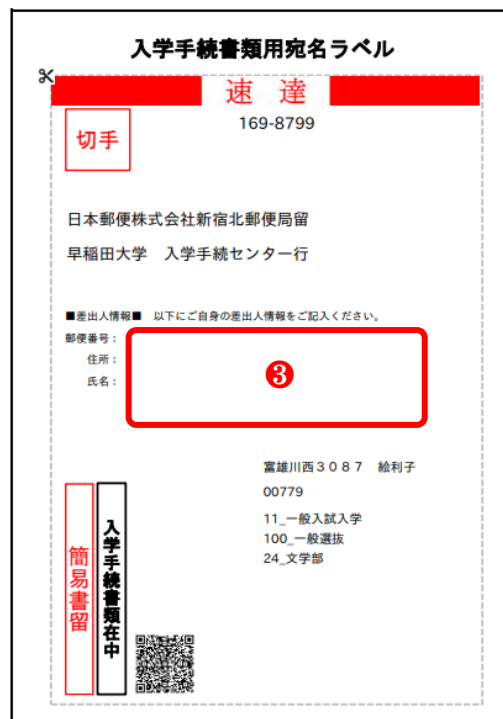 入学手続書類用宛名ラベル
速 達
切手
169-8799
日本郵便株式会社新宿北郵便局留
早稲田大学 入学手続センター行
■差出人情報■ 以下にご自身の差出人情報をご記入ください。
郵便番号：
住所：
氏名：
❸
富雄川西３０８７ 絵利子
00779
11_一般入試入学
100_一般選抜
24_文学部
簡易書留
入学手続書類在中